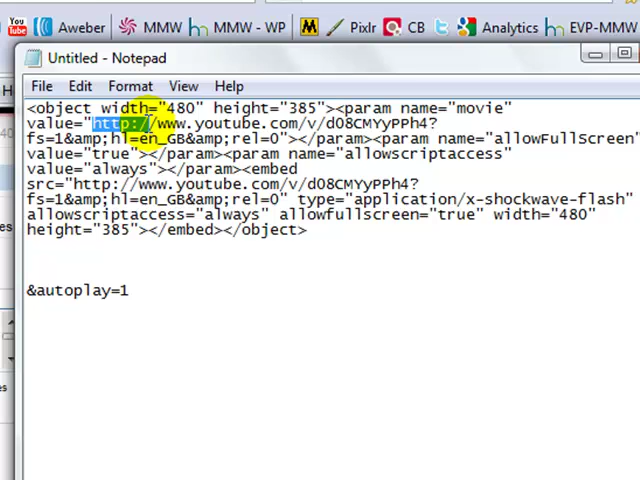 You Tube Aweber MMW MMW - WP Pixlr CB Analytics EVP-MMW
Untitled - Notepad
File Edit Format View Help
<object width="480" height="385"><param name="movie"
value="http://www.youtube.com/v/d08CMYyPPh4?
fs=1&amp;hl=en_GB&amp;rel=0"></param><param name="allowFullScreen"
value="true"></param><param name="allowscriptaccess"
value="always"></param><embed
src="http://www.youtube.com/v/d08CMYyPPh4?
fs=1&amp;hl=en_GB&amp;rel=0" type="application/x-shockwave-flash"
allowscriptaccess="always" allowfullscreen="true" width="480"
height="385"></embed></object>
&autoplay=1